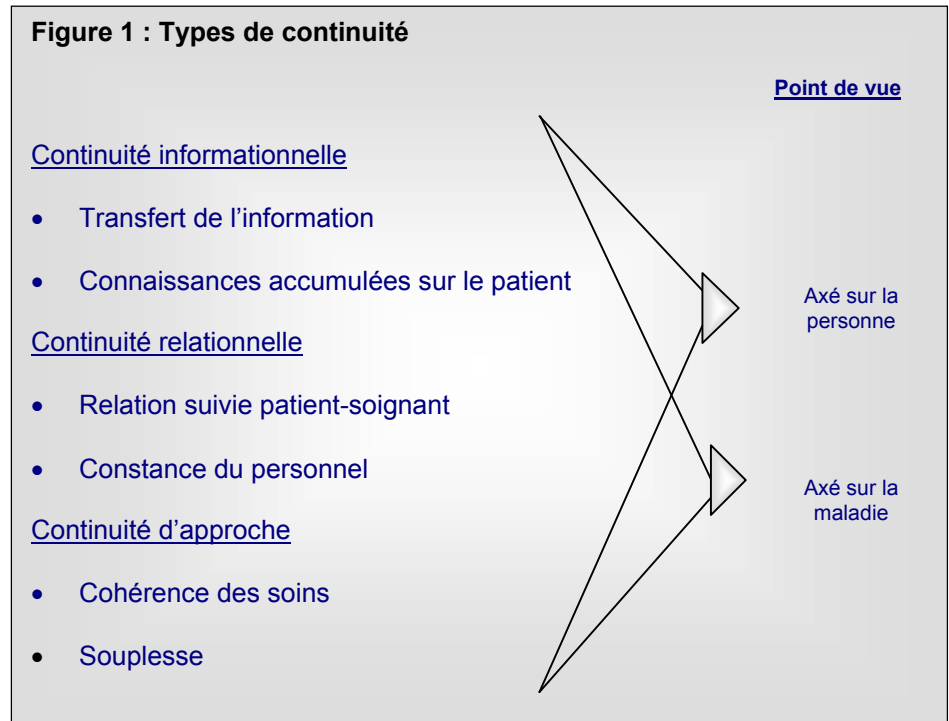 Figure 1 : Types de continuité
Point de vue
Continuité informationnelle
• Transfert de l’information
• Connaissances accumulées sur le patient
Continuité relationnelle
• Relation suivie patient-soignant
• Constance du personnel
Continuité d’approche
• Cohérence des soins
• Souplesse
Axé sur la
personne
Axé sur la
maladie